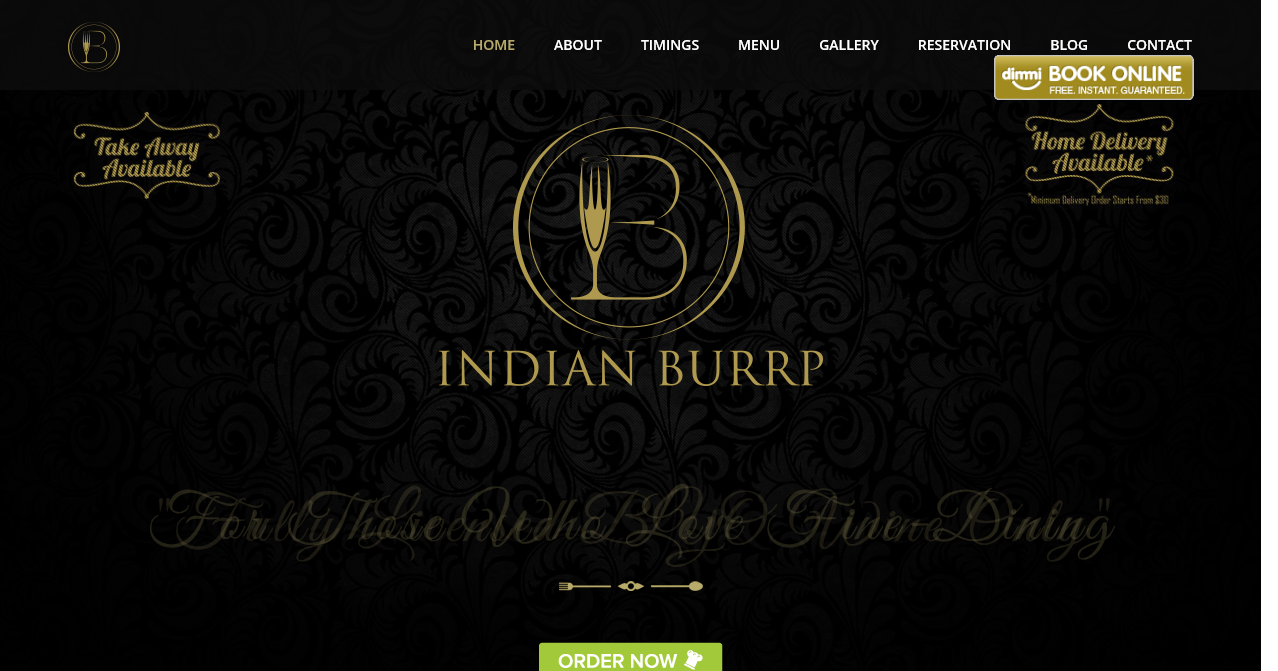 HOME ABOUT TIMINGS MENU GALLERY RESERVATION BLOG CONTACT
dimmi BOOK ONLINE
FREE. INSTANT. GUARANTEED.
Take Away
Available
Home Delivery
Available*
*Minimum Delivery Order Starts From $30
B
INDIAN BURRP
"For Those Who Love Fine Dining"
ORDER NOW